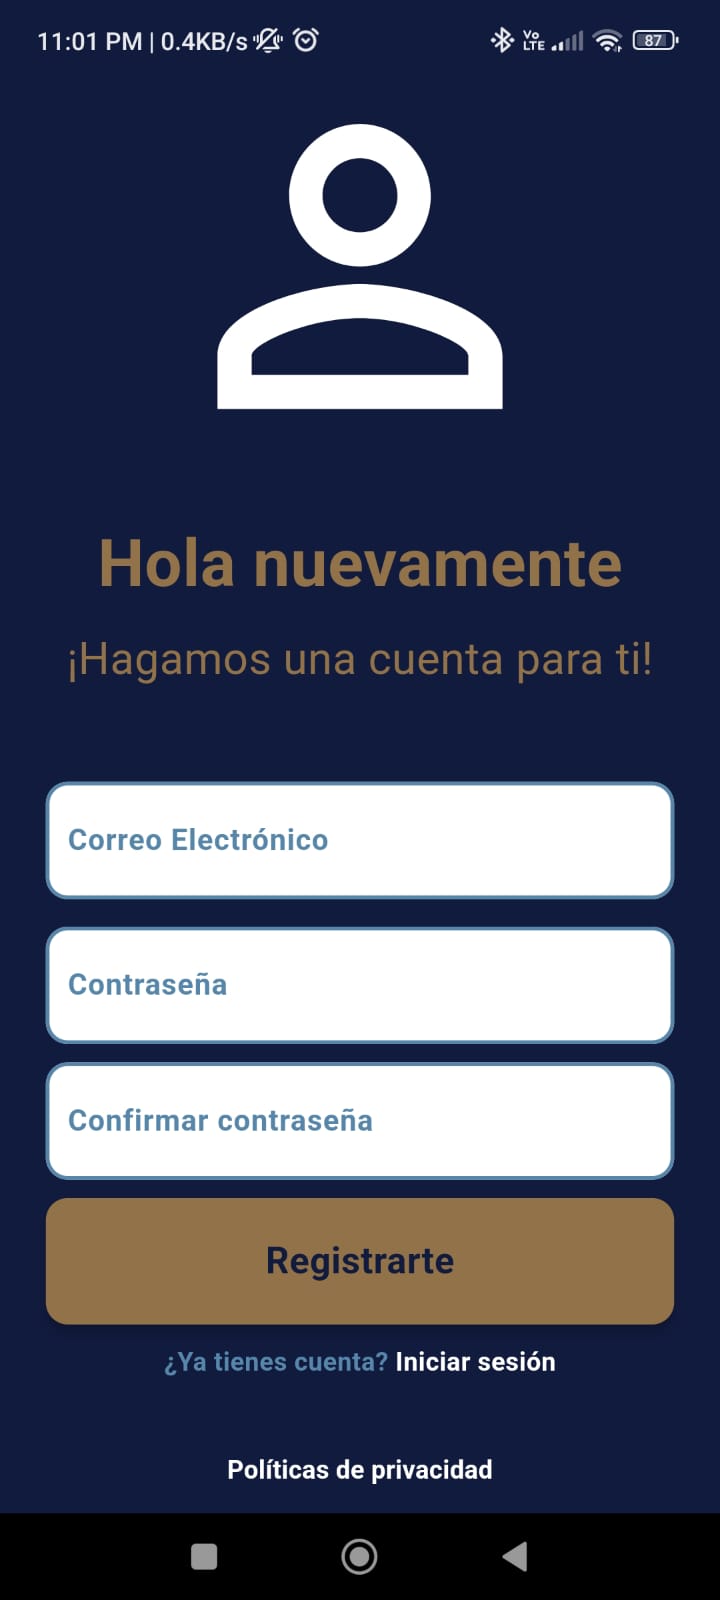 11:01 PM | 0.4KB/s Vo LTE 87
Hola nuevamente
¡Hagamos una cuenta para ti!
Correo Electrónico
Contraseña
Confirmar contraseña
Registrarte
¿Ya tienes cuenta? Iniciar sesión
Políticas de privacidad